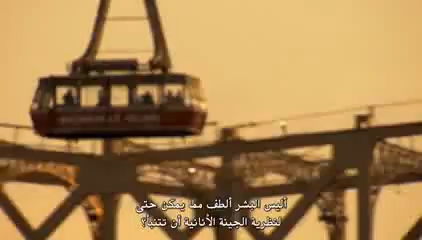 أليس البشر ألطف مما يمكن حتى
لنظرية الجينة الأنانية أن تتنبأ؟